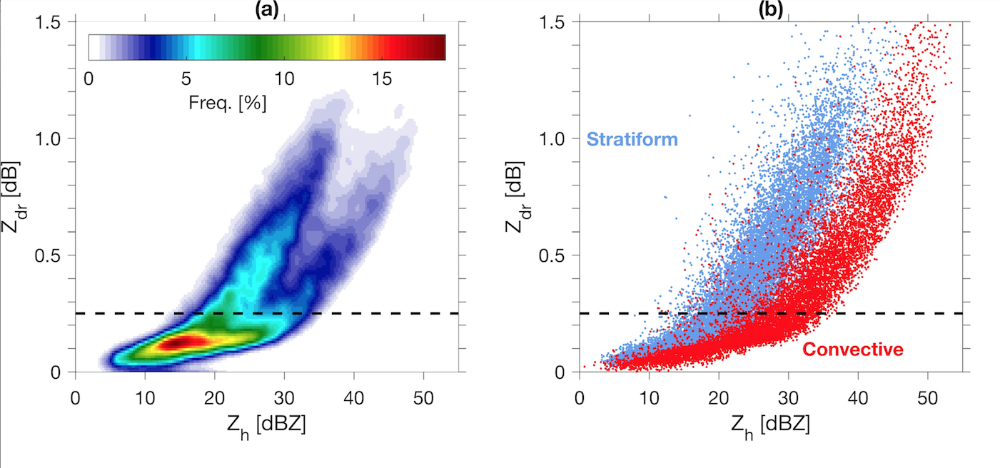 (a)
1.5
1.0
0.5
0
Z_dr [dB]
0 5 10 15
Freq. [%]
0 10 20 30 40 50
Z_h [dBZ]
(b)
1.5
1.0
0.5
0
Z_dr [dB]
Stratiform
Convective
0 10 20 30 40 50
Z_h [dBZ]